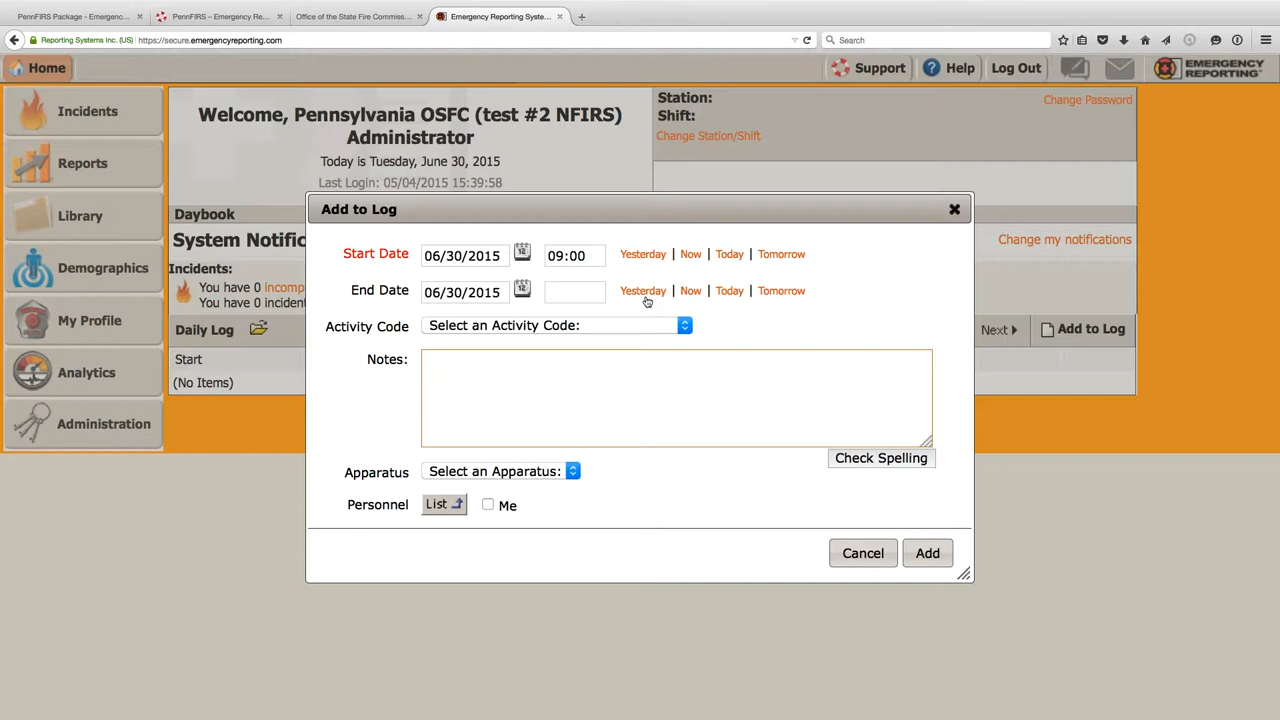 PennFIRS Package - Emergenc... ×
PennFIRS – Emergency Re... ×
Office of the State Fire Commiss... ×
Emergency Reporting Syste... ×
Reporting Systems Inc. (US)
https://secure.emergencyreporting.com
Search
Home
Support
Help
Log Out
EMERGENCY
REPORTING
Incidents
Reports
Library
Demographics
My Profile
Analytics
Administration
Welcome, Pennsylvania OSFC (test #2 NFIRS)
Administrator
Today is Tuesday, June 30, 2015
Last Login: 05/04/2015 15:39:58
Station:
Shift:
Change Station/Shift
Change Password
Daybook
System Notific
Change my notifications
Incidents:
You have 0 incomp
You have 0 incident
Daily Log
Next
Add to Log
Start
(No Items)
Add to Log
Start Date 06/30/2015 12 09:00 Yesterday | Now | Today | Tomorrow
End Date 06/30/2015 12 Yesterday | Now | Today | Tomorrow
Activity Code Select an Activity Code:
Notes:
Check Spelling
Apparatus Select an Apparatus:
Personnel List Me
Cancel Add